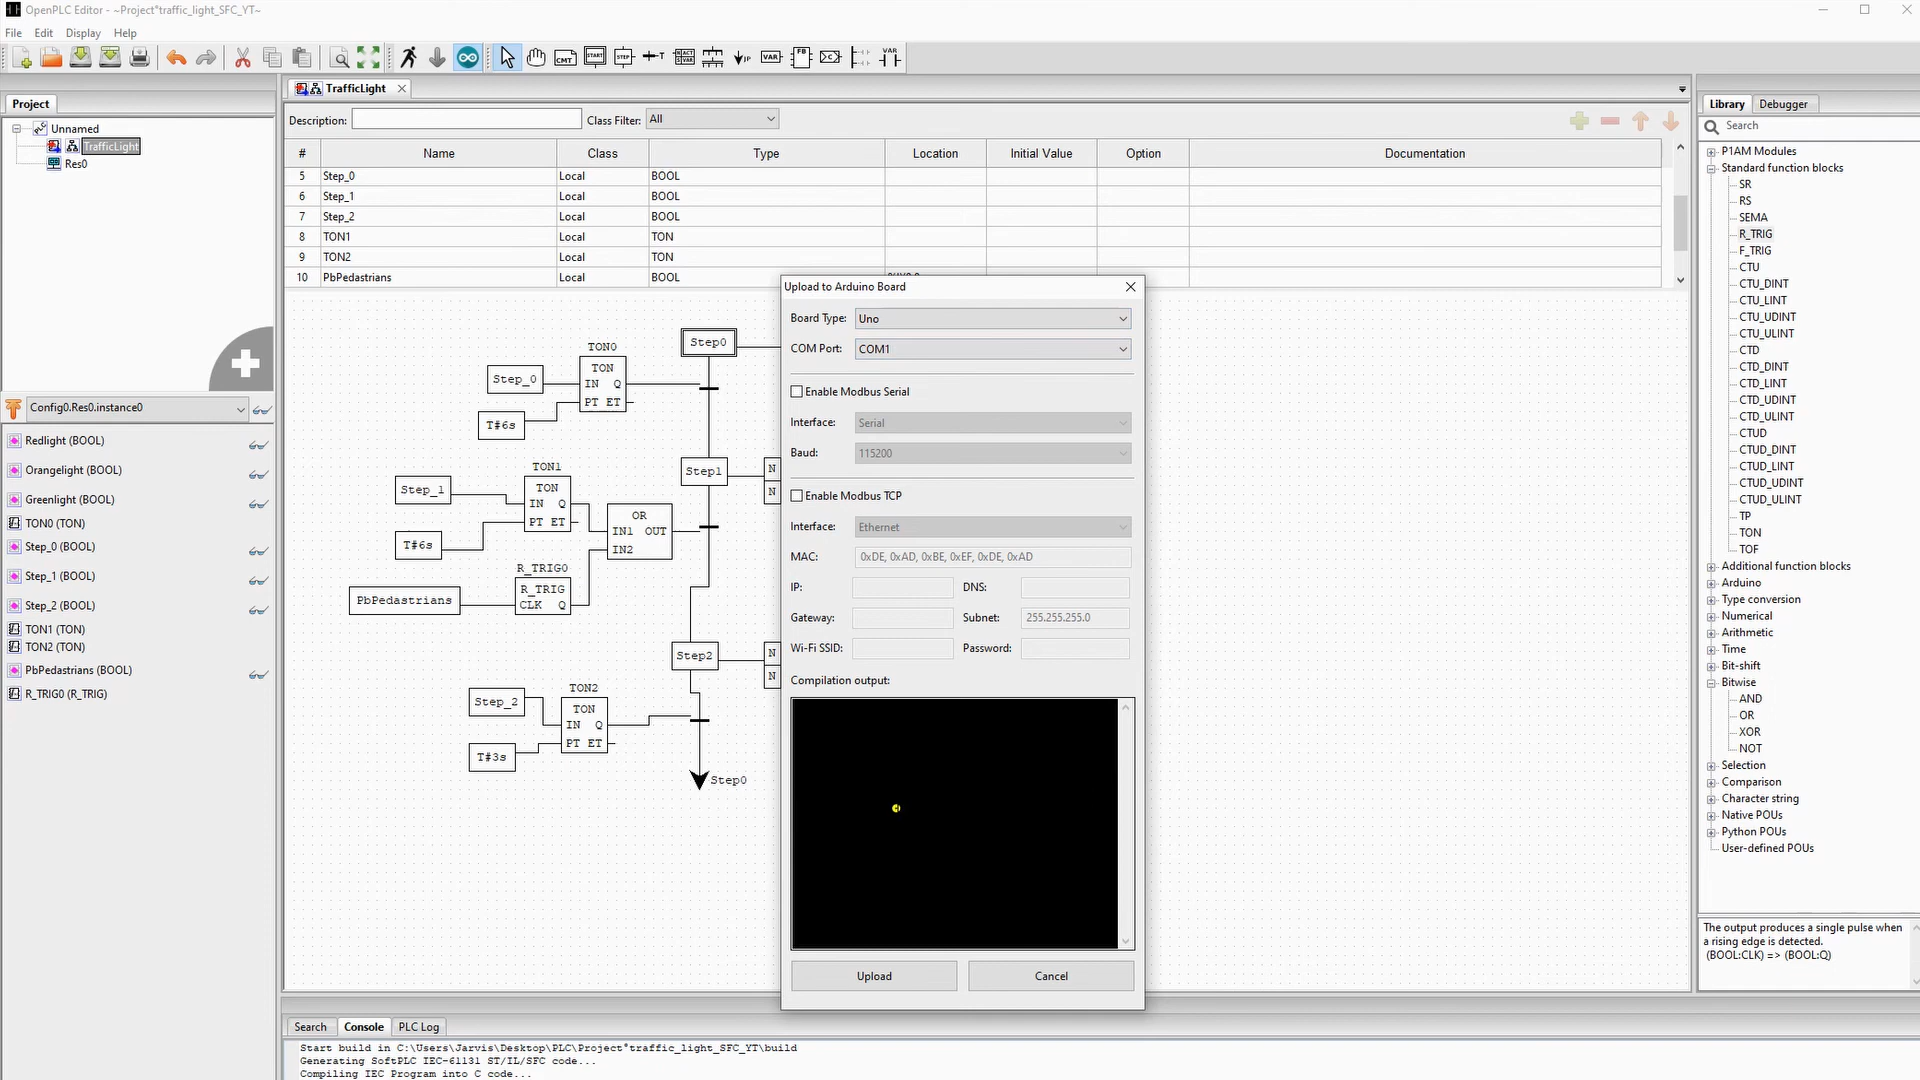 OpenPLC Editor - ~Project°traffic_light_SFC_YT~
File Edit Display Help
Project
Unnamed
TrafficLight
Res0
Config0.Res0.instance0
Redlight (BOOL)
Orangelight (BOOL)
Greenlight (BOOL)
TON0 (TON)
Step_0 (BOOL)
Step_1 (BOOL)
Step_2 (BOOL)
TON1 (TON)
TON2 (TON)
PbPedastrians (BOOL)
R_TRIG0 (R_TRIG)
TrafficLight
Description: Class Filter: All
# Name Class Type Location Initial Value Option Documentation
5 Step_0 Local BOOL
6 Step_1 Local BOOL
7 Step_2 Local BOOL
8 TON1 Local TON
9 TON2 Local TON
10 PbPedastrians Local BOOL
Step0
TON0
TON
Step_0 IN Q
PT ET
T#6s
Step1 N
N
TON1
TON
Step_1 IN Q
PT ET
T#6s
OR
IN1 OUT
IN2
R_TRIG0
R_TRIG
PbPedastrians CLK Q
Step2 N
N
TON2
TON
Step_2 IN Q
PT ET
T#3s
Step0
Upload to Arduino Board
Board Type: Uno
COM Port: COM1
Enable Modbus Serial
Interface: Serial
Baud: 115200
Enable Modbus TCP
Interface: Ethernet
MAC: 0xDE, 0xAD, 0xBE, 0xEF, 0xDE, 0xAD
IP: DNS:
Gateway: Subnet: 255.255.255.0
Wi-Fi SSID: Password:
Compilation output:
Upload Cancel
Search Console PLC Log
Start build in C:\Users\Jarvis\Desktop\PLC\Project°traffic_light_SFC_YT\build
Generating SoftPLC IEC-61131 ST/IL/SFC code...
Compiling IEC Program into C code...
Library Debugger
Search
P1AM Modules
Standard function blocks
SR
RS
SEMA
R_TRIG
F_TRIG
CTU
CTU_DINT
CTU_LINT
CTU_UDINT
CTU_ULINT
CTD
CTD_DINT
CTD_LINT
CTD_UDINT
CTD_ULINT
CTUD
CTUD_DINT
CTUD_LINT
CTUD_UDINT
CTUD_ULINT
TP
TON
TOF
Additional function blocks
Arduino
Type conversion
Numerical
Arithmetic
Time
Bit-shift
Bitwise
AND
OR
XOR
NOT
Selection
Comparison
Character string
Native POUs
Python POUs
User-defined POUs
The output produces a single pulse when
a rising edge is detected.
(BOOL:CLK) => (BOOL:Q)